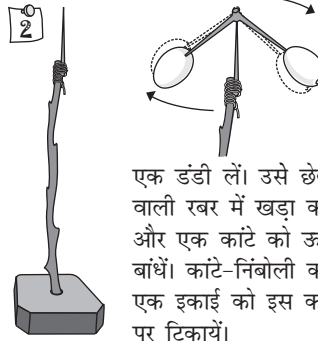 2
एक डंडी लें। उसे
वाली रबर में खड़ा
और एक कांटे को
बांधें। कांटे-निंबोली
एक इकाई को इस
पर टिकायें।